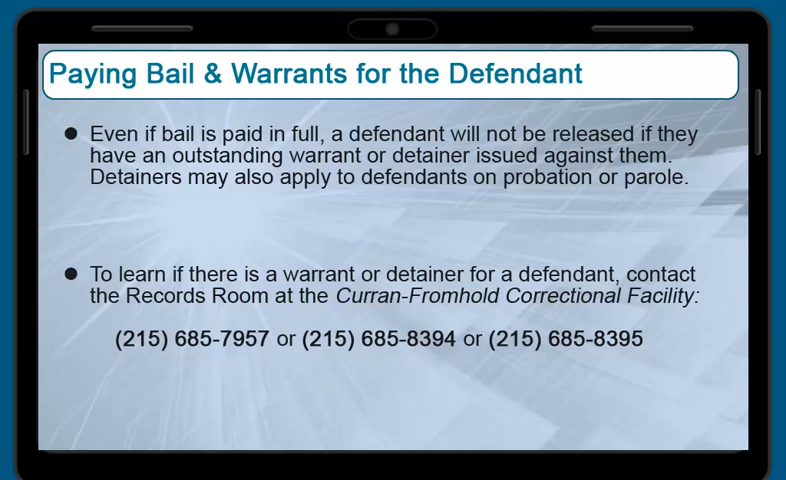 Paying Bail & Warrants for the Defendant
● Even if bail is paid in full, a defendant will not be released if they
have an outstanding warrant or detainer issued against them.
Detainers may also apply to defendants on probation or parole.
● To learn if there is a warrant or detainer for a defendant, contact
the Records Room at the Curran-Fromhold Correctional Facility:
(215) 685-7957 or (215) 685-8394 or (215) 685-8395